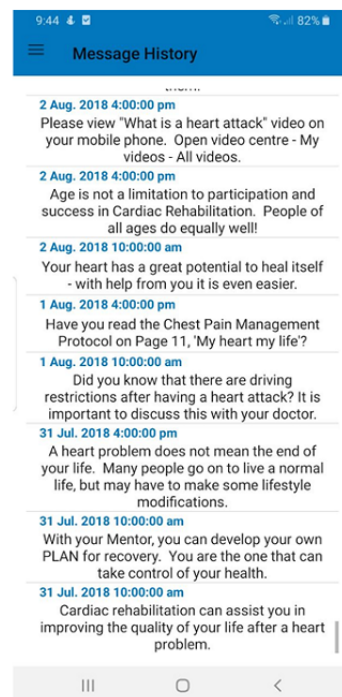 9:44 82%
Message History
2 Aug. 2018 4:00:00 pm
Please view "What is a heart attack" video on
your mobile phone. Open video centre - My
videos - All videos.
2 Aug. 2018 4:00:00 pm
Age is not a limitation to participation and
success in Cardiac Rehabilitation. People of
all ages do equally well!
2 Aug. 2018 10:00:00 am
Your heart has a great potential to heal itself
- with help from you it is even easier.
1 Aug. 2018 4:00:00 pm
Have you read the Chest Pain Management
Protocol on Page 11, 'My heart my life'?
1 Aug. 2018 10:00:00 am
Did you know that there are driving
restrictions after having a heart attack? It is
important to discuss this with your doctor.
31 Jul. 2018 4:00:00 pm
A heart problem does not mean the end of
your life. Many people go on to live a normal
life, but may have to make some lifestyle
modifications.
31 Jul. 2018 10:00:00 am
With your Mentor, you can develop your own
PLAN for recovery. You are the one that can
take control of your health.
31 Jul. 2018 10:00:00 am
Cardiac rehabilitation can assist you in
improving the quality of your life after a heart
problem.